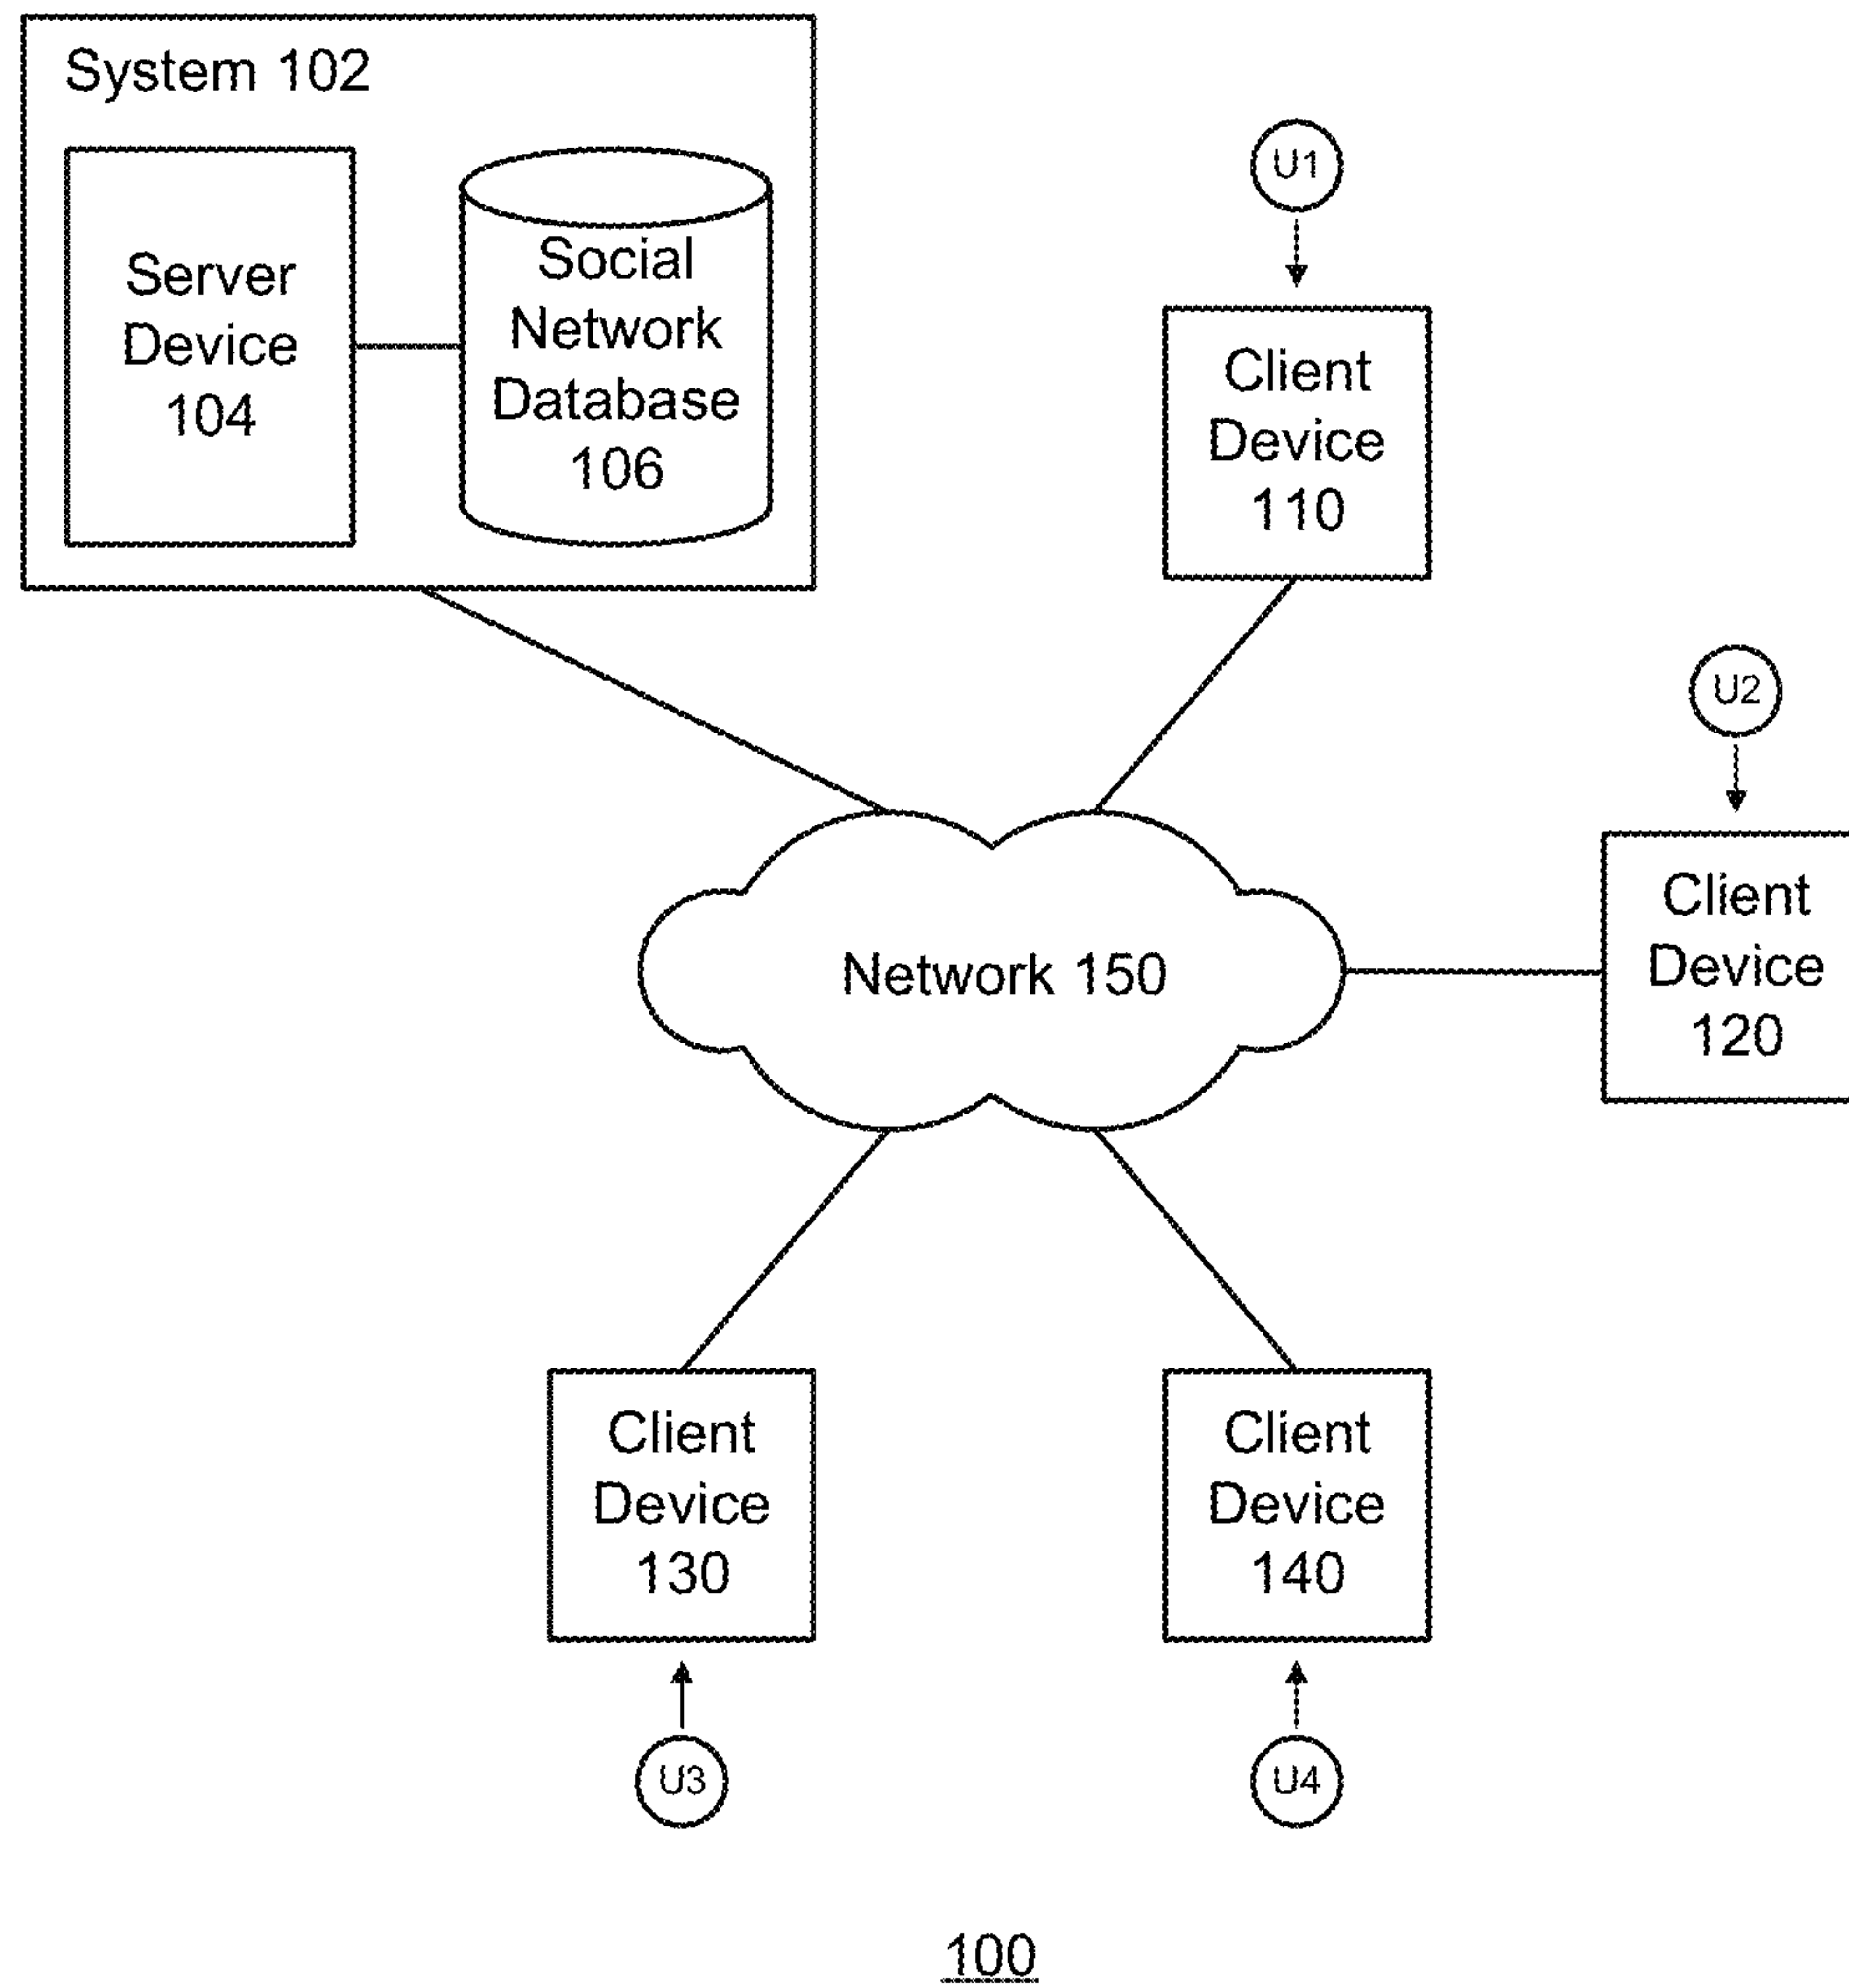 System 102
Server
Device
104
Social
Network
Database
106
U1
Client
Device
110
U2
Client
Device
120
Network 150
Client
Device
130
Client
Device
140
U3
U4
100